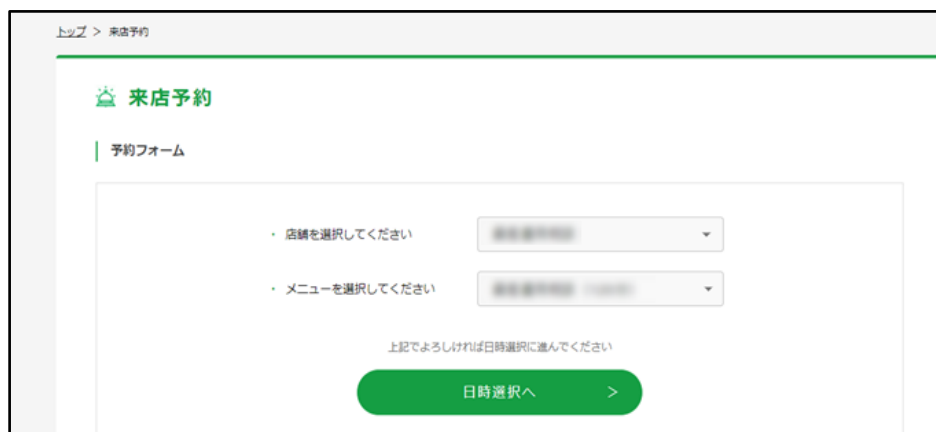 トップ > 来店予約
来店予約
予約フォーム
・ 店舗を選択してください
・ メニューを選択してください
上記でよろしければ日時選択に進んでください
日時選択へ >